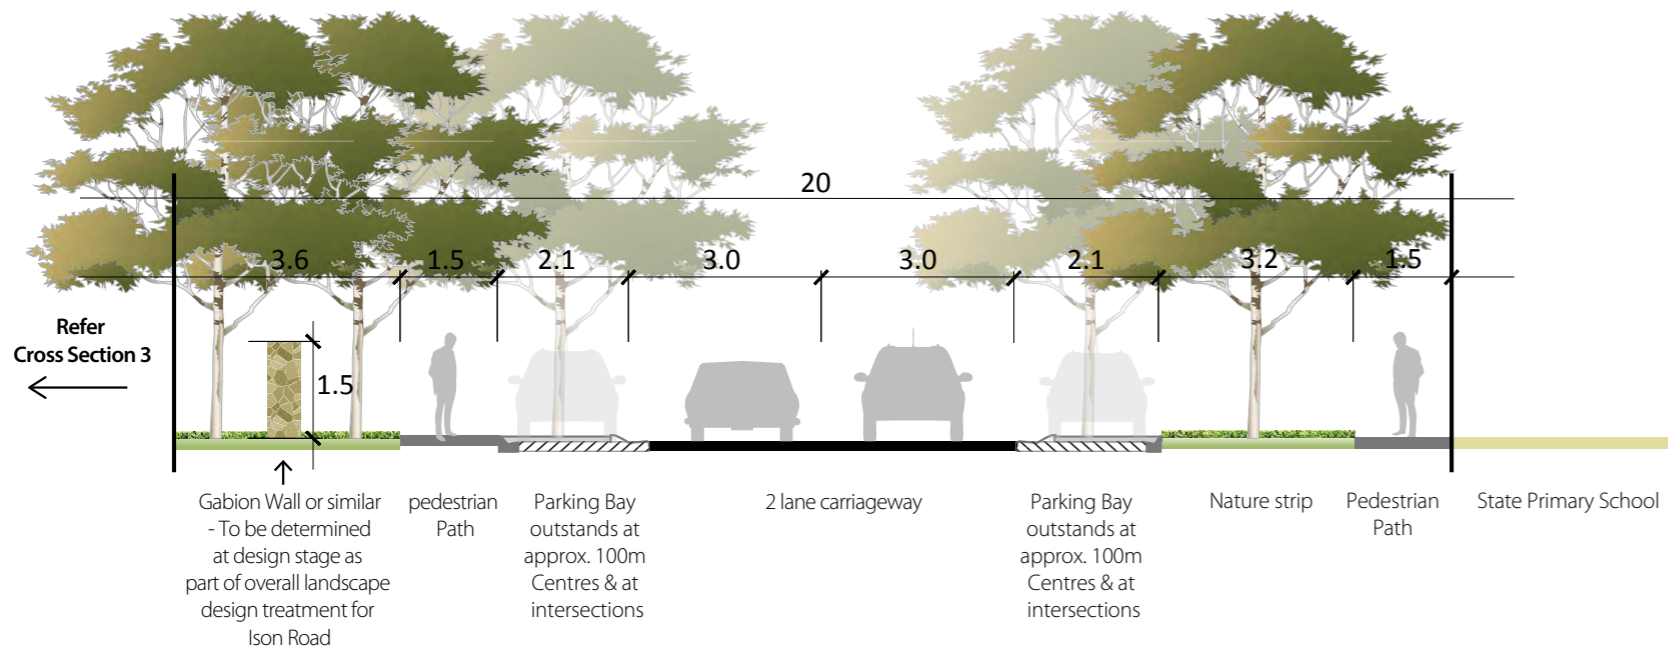 20
3.6
1.5
2.1
3.0
3.0
2.1
3.2
1.5
Refer
Cross Section 3
1.5
Gabion Wall or similar
- To be determined
at design stage as
part of overall landscape
design treatment for
Ison Road
pedestrian
Path
Parking Bay
outstands at
approx. 100m
Centres & at
intersections
2 lane carriageway
Parking Bay
outstands at
approx. 100m
Centres & at
intersections
Nature strip
Pedestrian
Path
State Primary School